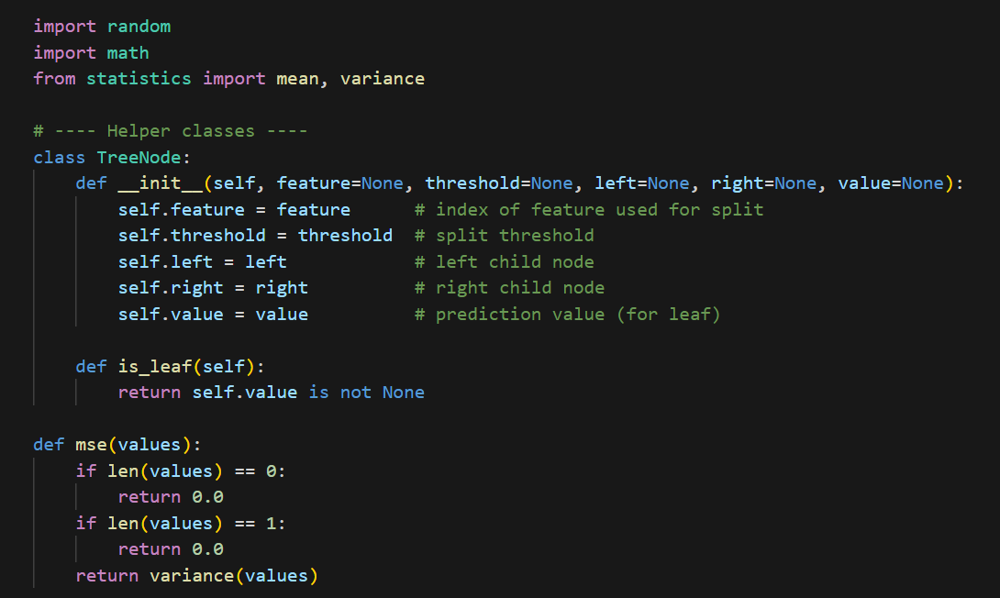 import random
import math
from statistics import mean, variance

# ---- Helper classes ----
class TreeNode:
    def __init__(self, feature=None, threshold=None, left=None, right=None, value=None):
        self.feature = feature      # index of feature used for split
        self.threshold = threshold  # split threshold
        self.left = left            # left child node
        self.right = right          # right child node
        self.value = value          # prediction value (for leaf)

    def is_leaf(self):
        return self.value is not None

def mse(values):
    if len(values) == 0:
        return 0.0
    if len(values) == 1:
        return 0.0
    return variance(values)